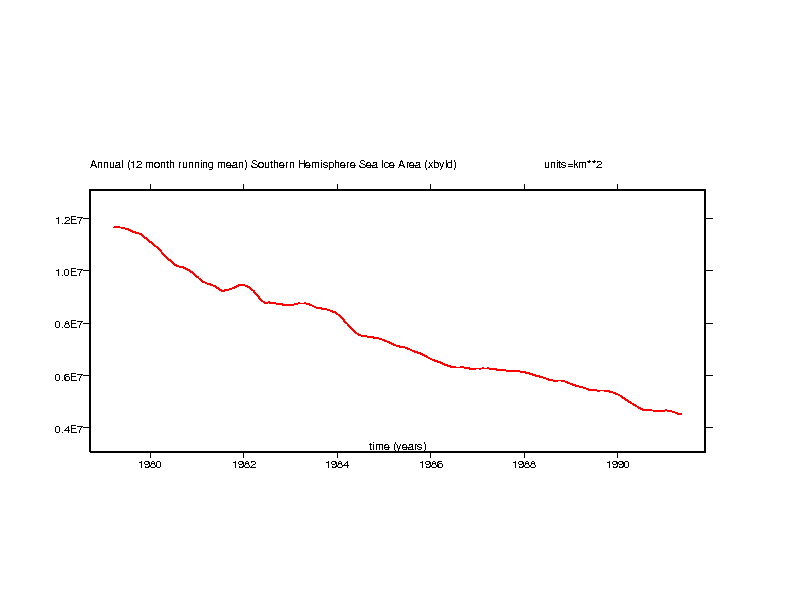 Annual (12 month running mean) Southern Hemisphere Sea Ice Area (xbyld) units=km**2
1.2E7
1.0E7
0.8E7
0.6E7
0.4E7
time (years)
1980 1982 1984 1986 1988 1990